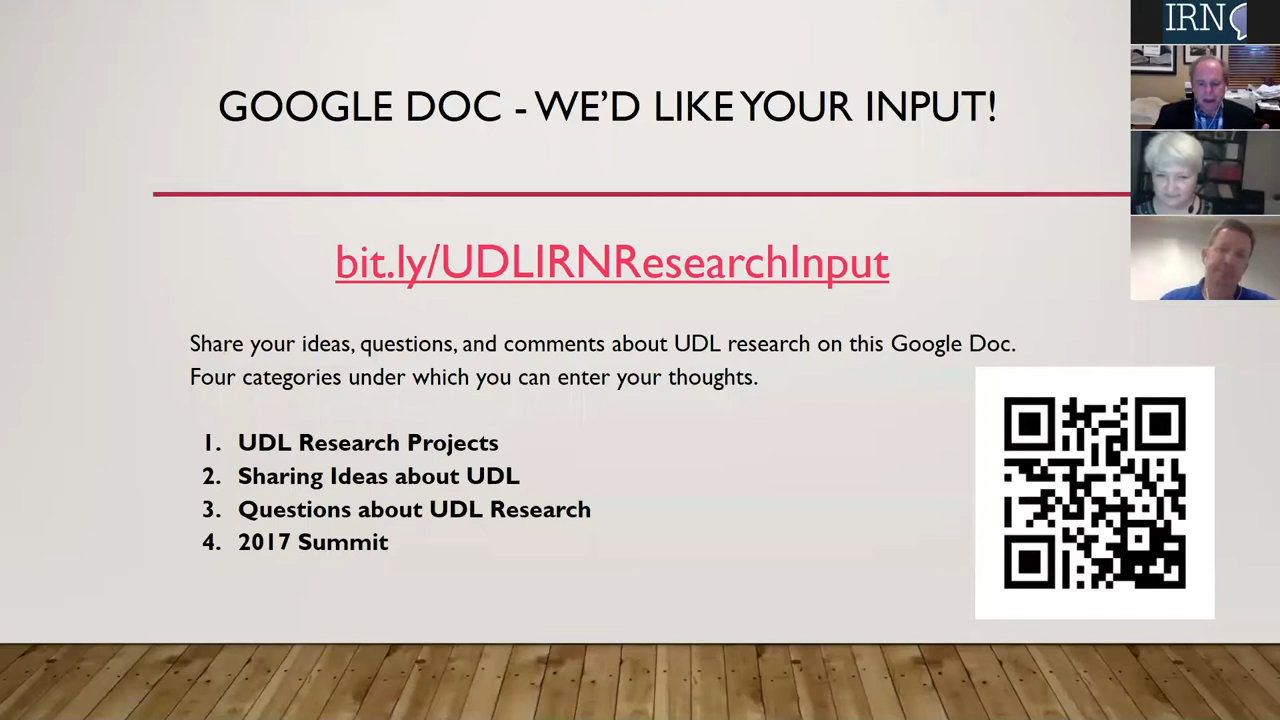 IRN
GOOGLE DOC - WE'D LIKE YOUR INPUT!
bit.ly/UDLIRNResearchInput
Share your ideas, questions, and comments about UDL research on this Google Doc.
Four categories under which you can enter your thoughts.
1. UDL Research Projects
2. Sharing Ideas about UDL
3. Questions about UDL Research
4. 2017 Summit